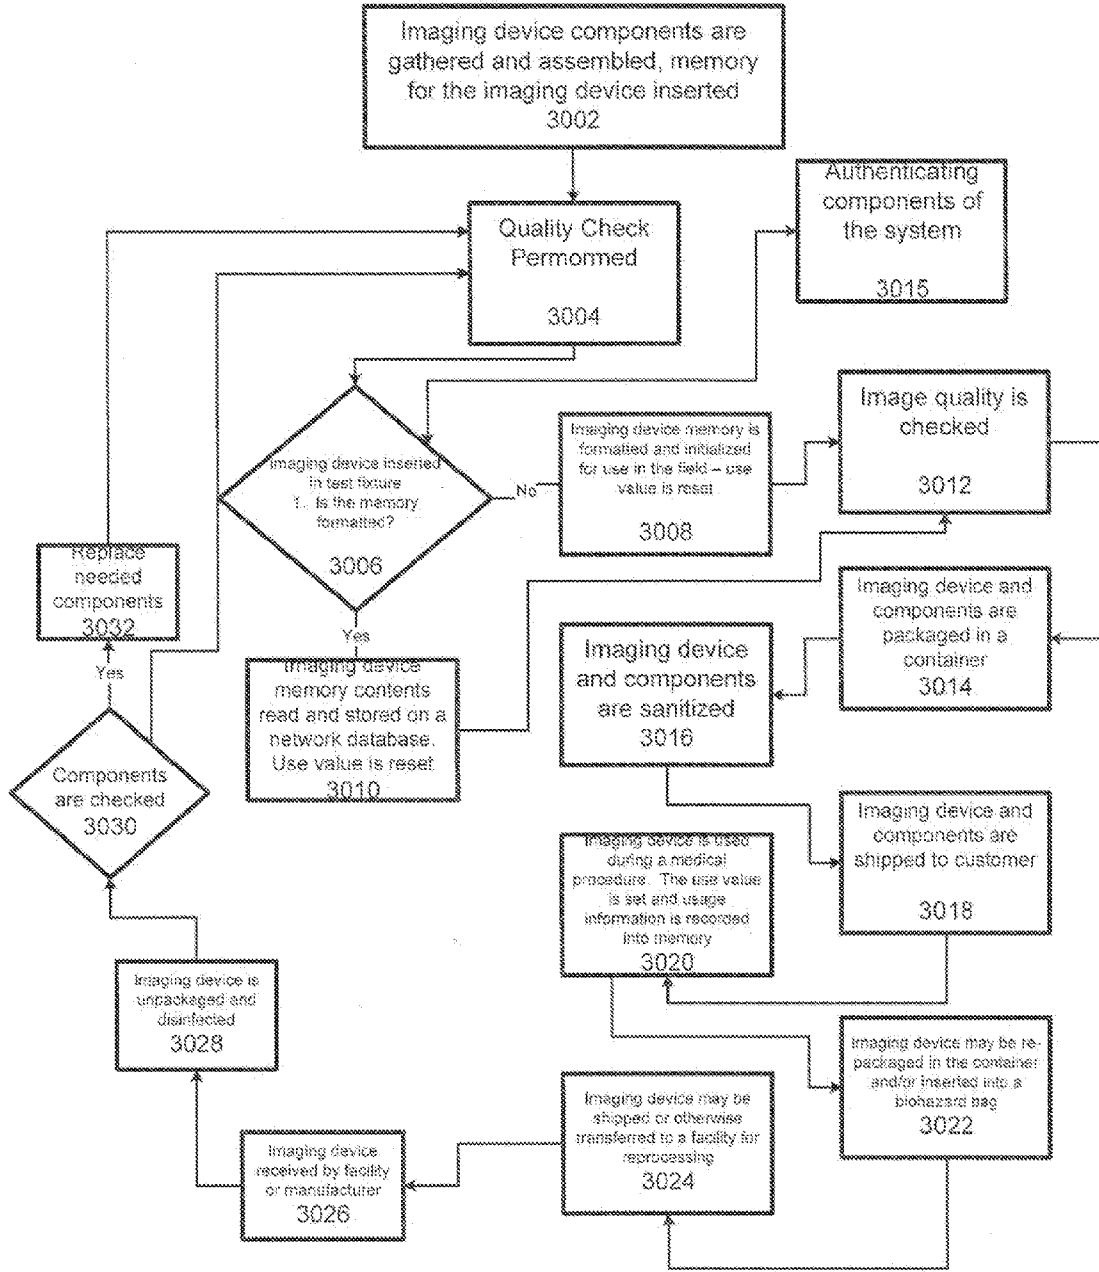 Imaging device components are
gathered and assembled, memory
for the imaging device inserted
3002
Authenticating
components of
the system
3015
Quality Check
Permormed
3004
Imaging device inserted
in test fixture
1. Is the memory
formatted?
3006
No
Imaging device memory is
formatted and initialized
for use in the field – use
value is reset
3008
Image quality is
checked
3012
Replace
needed
components
3032
Yes
Yes
Imaging device
memory contents
read and stored on a
network database.
Use value is reset
3010
Imaging device
and components
are sanitized
3016
Imaging device and
components are
packaged in a
container
3014
Components
are checked
3030
Imaging device is used
during a medical
procedure. The use value
is set and usage
information is recorded
into memory
3020
Imaging device and
components are
shipped to customer
3018
Imaging device is
unpackaged and
disinfected
3028
Imaging device may be re-
packaged in the container
and/or inserted into a
biohazard bag
3022
Imaging device may be
shipped or otherwise
transferred to a facility for
reprocessing
3024
Imaging device
received by facility
or manufacturer
3026